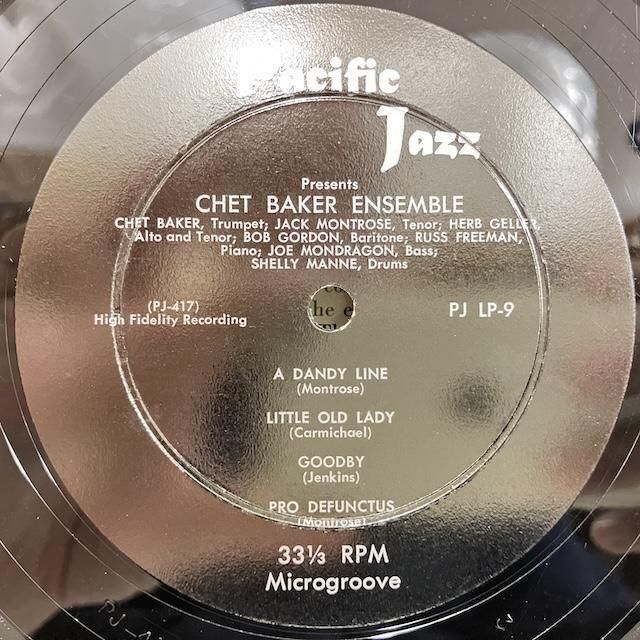 Pacific
Jazz
Presents
CHET BAKER ENSEMBLE
CHET BAKER, Trumpet; JACK MONTROSE, Tenor; HERB GELLER,
Alto and Tenor; BOB GORDON, Baritone; RUSS FREEMAN,
Piano; JOE MONDRAGON, Bass;
SHELLY MANNE, Drums
(PJ-417)
High Fidelity Recording
PJ LP-9
he e
A DANDY LINE
(Montrose)
LITTLE OLD LADY
(Carmichael)
GOODBY
(Jenkins)
PRO DEFUNCTUS
(Montrose)
33⅓ RPM
Microgroove